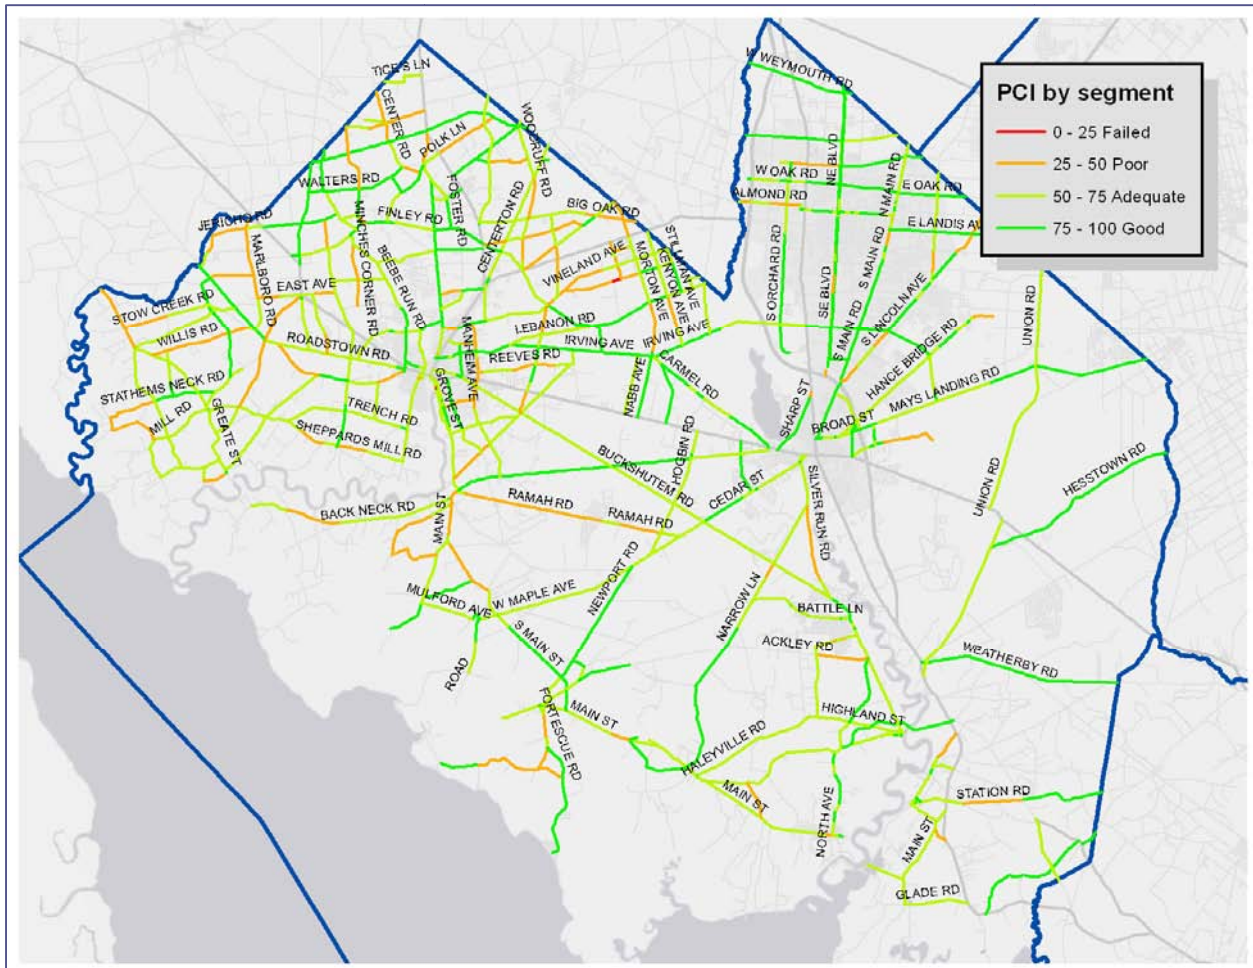 TICE'S LN
CENTER RD
POLK LN
WOODRUFF RD
W WEYMOUTH RD
NE BLVD
PCI by segment
0 - 25 Failed
25 - 50 Poor
50 - 75 Adequate
75 - 100 Good
WALTERS RD
FOSTER RD
W OAK RD
N MAIN RD
E OAK RD
ALMOND RD
JERICHO RD
MINCHES CORNER RD
FINLEY RD
CENTERTON RD
BIG OAK RD
E LANDIS AV
MARLBORO RD
BEEBE RUN RD
VINELAND AVE
STILLMAN AVE
KENYON AVE
MORTON AVE
S ORCHARD RD
SE BLVD
S MAIN RD
S LINCOLN AVE
UNION RD
EAST AVE
STOW CREEK RD
WILLIS RD
ROADSTOWN RD
MANHEIM AVE
LEBANON RD
IRVING AVE
IRVING AVE
REEVES RD
S MAIN RD
HANCE BRIDGE RD
STATHEMS NECK RD
CARMEL RD
NABB AVE
SHARP ST
MAYS LANDING RD
BROAD ST
MILL RD
GREATE ST
TRENCH RD
GROVE ST
SHEPPARDS MILL RD
HOGBIN RD
BUCKSHUTEM RD
CEDAR ST
SILVER RUN RD
UNION RD
HESSTOWN RD
BACK NECK RD
MAIN ST
RAMAH RD
RAMAH RD
NEWPORT RD
NARROW LN
MULFORD AVE
W MAPLE AVE
BATTLE LN
S MAIN ST
ACKLEY RD
WEATHERBY RD
ROAD
FORTESCUE RD
MAIN ST
HIGHLAND ST
HALEYVILLE RD
MAIN ST
NORTH AVE
STATION RD
MAIN ST
GLADE RD